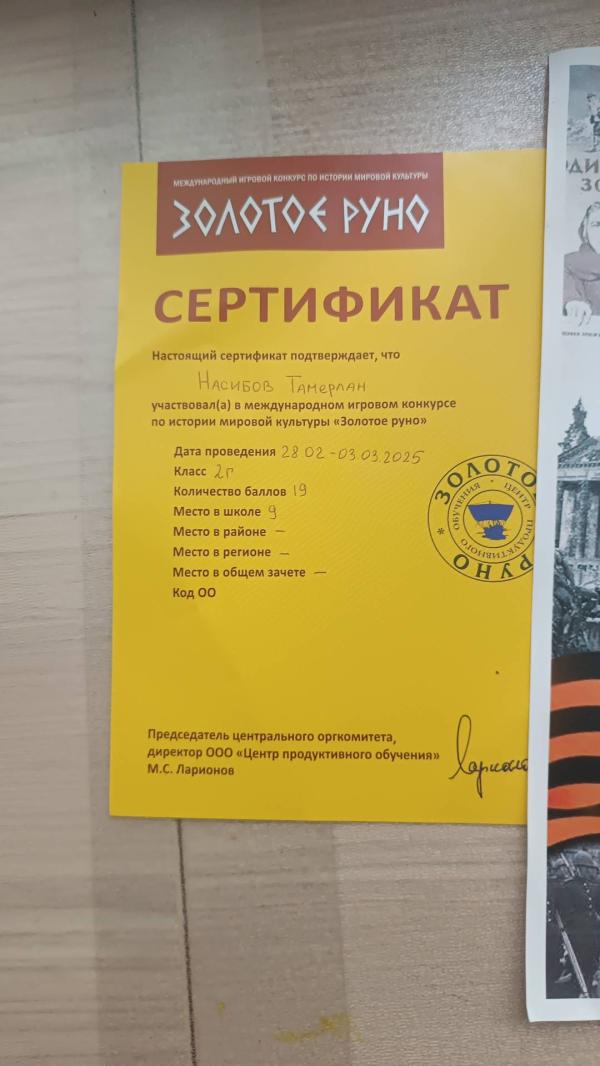 МЕЖДУНАРОДНЫЙ ИГРОВОЙ КОНКУРС ПО ИСТОРИИ МИРОВОЙ КУЛЬТУРЫ
ЗОЛОТОЕ РУНО
СЕРТИФИКАТ
Настоящий сертификат подтверждает, что
Насибов Тамерлан
участвовал(а) в международном игровом конкурсе
по истории мировой культуры «Золотое руно»
Дата проведения 28 02 – 03.03.2025
Класс 2г
Количество баллов 19
Место в школе 9
Место в районе –
Место в регионе –
Место в общем зачете –
Код ОО
ЗОЛОТОЕ РУНО
ЦЕНТР ПРОДУКТИВНОГО ОБУЧЕНИЯ
Председатель центрального оргкомитета,
директор ООО «Центр продуктивного обучения»
М.С. Ларионов